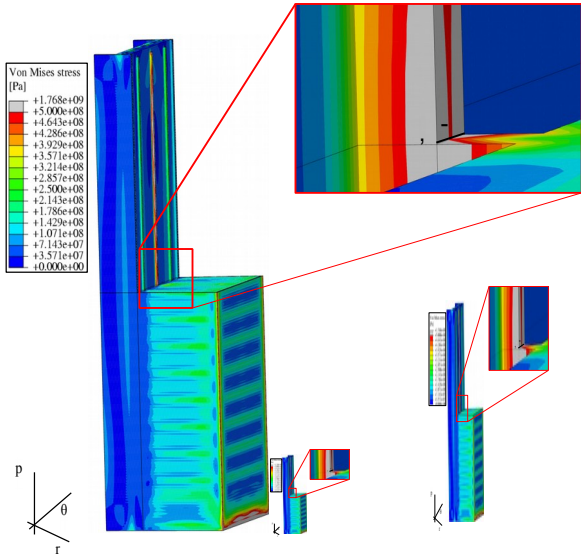 Von Mises stress
[Pa]
+1.768e+09
+5.000e+08
+4.643e+08
+4.286e+08
+3.929e+08
+3.571e+08
+3.214e+08
+2.857e+08
+2.500e+08
+2.143e+08
+1.786e+08
+1.429e+08
+1.071e+08
+7.143e+07
+3.571e+07
+0.000e+00
p
θ
r